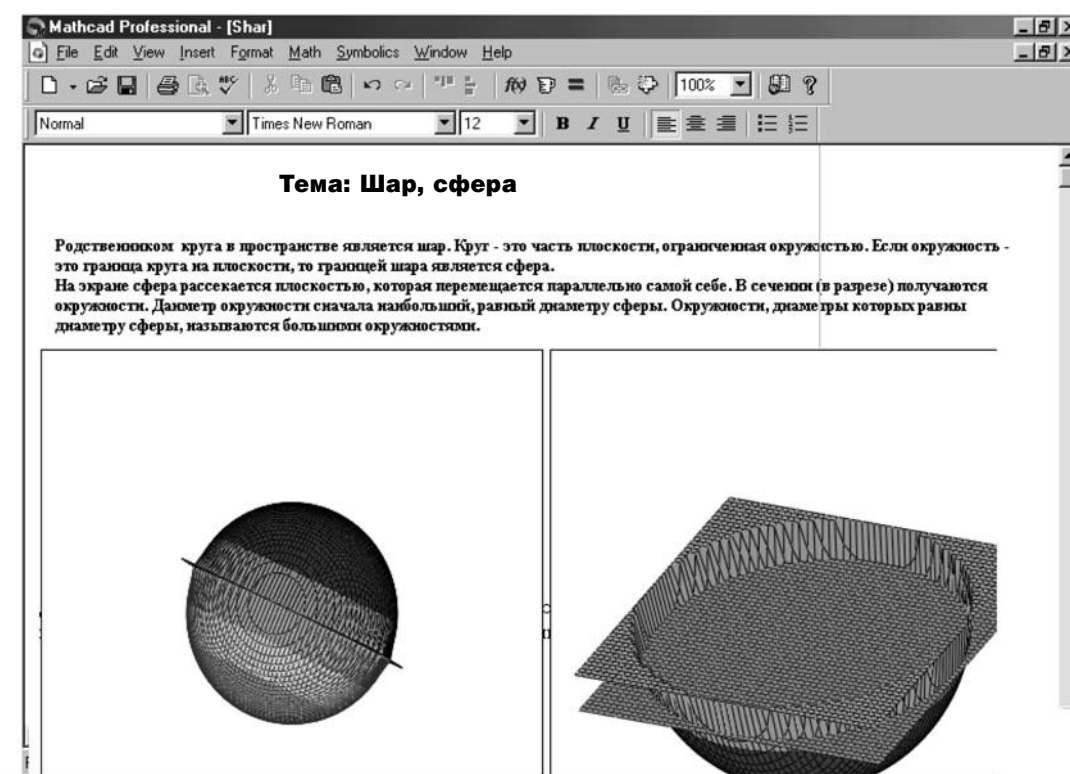 Mathcad Professional - [Shar]
File Edit View Insert Format Math Symbolics Window Help
100%
Normal Times New Roman 12 B I U
Тема: Шар, сфера
Родственником круга в пространстве является шар. Круг - это часть плоскости, ограниченная окружистью. Если окружность -
это граница круга на плоскости, то границей шара является сфера.
На экране сфера рассекается плоскостью, которая перемещается параллельно самой себе. В сечении (в разрезе) получаются
окружности. Данметр окружности сначала наибольший, равный диаметру сферы. Окружности, диаметры которых равны
диаметру сферы, называются большими окружностями.